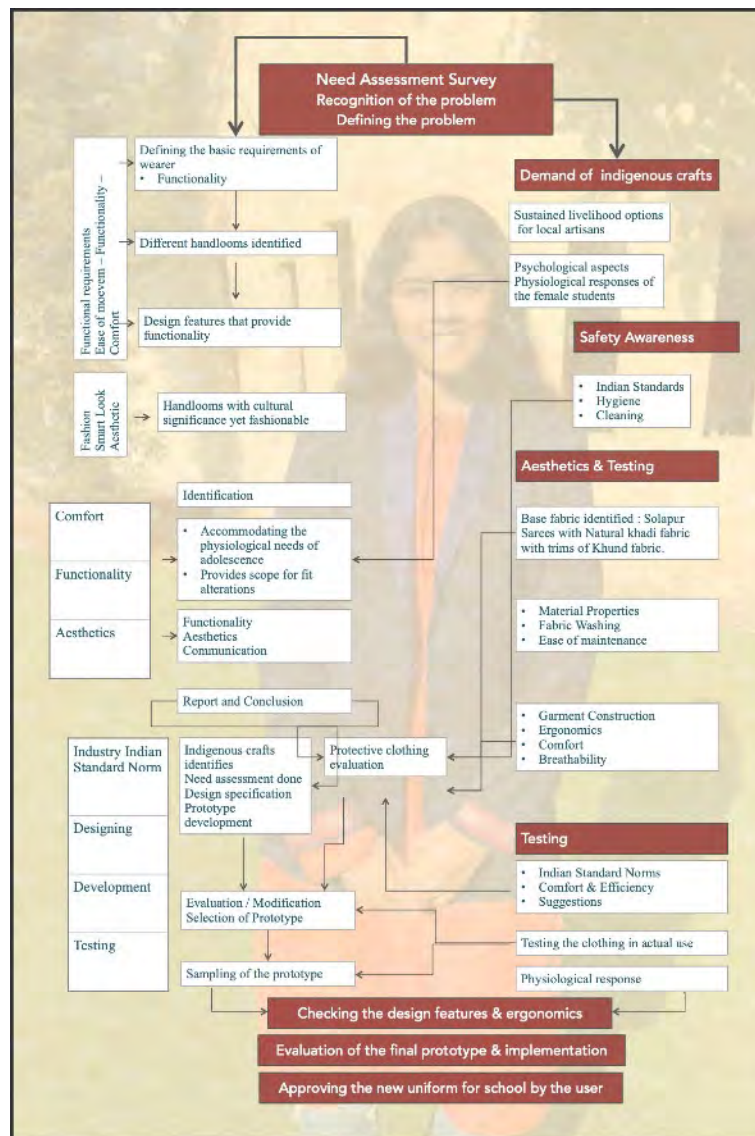 Need Assessment Survey
Recognition of the problem
Defining the problem
Defining the basic requirements of
wearer
• Functionality
Different handlooms identified
Design features that provide
functionality
Functional requirements
Ease of moevem – Functionality –
Comfort
Fashion
Smart Look
Aesthetic
Handlooms with cultural
significance yet fashionable
Demand of indigenous crafts
Sustained livelihood options
for local artisans
Psychological aspects
Physiological responses of
the female students
Safety Awareness
• Indian Standards
• Hygiene
• Cleaning
Aesthetics & Testing
Base fabric identified : Solapur
Sarees with Natural khadi fabric
with trims of Khund fabric.
• Material Properties
• Fabric Washing
• Ease of maintenance
• Garment Construction
• Ergonomics
• Comfort
• Breathability
Comfort
Functionality
Aesthetics
Identification
• Accommodating the
physiological needs of
adolescence
• Provides scope for fit
alterations
Functionality
Aesthetics
Communication
Report and Conclusion
Industry Indian
Standard Norm
Designing
Development
Testing
Indigenous crafts
identifies
Need assessment done
Design specification
Prototype
development
Protective clothing
evaluation
Evaluation / Modification
Selection of Prototype
Sampling of the prototype
Testing
• Indian Standard Norms
• Comfort & Efficiency
• Suggestions
Testing the clothing in actual use
Physiological response
Checking the design features & ergonomics
Evaluation of the final prototype & implementation
Approving the new uniform for school by the user